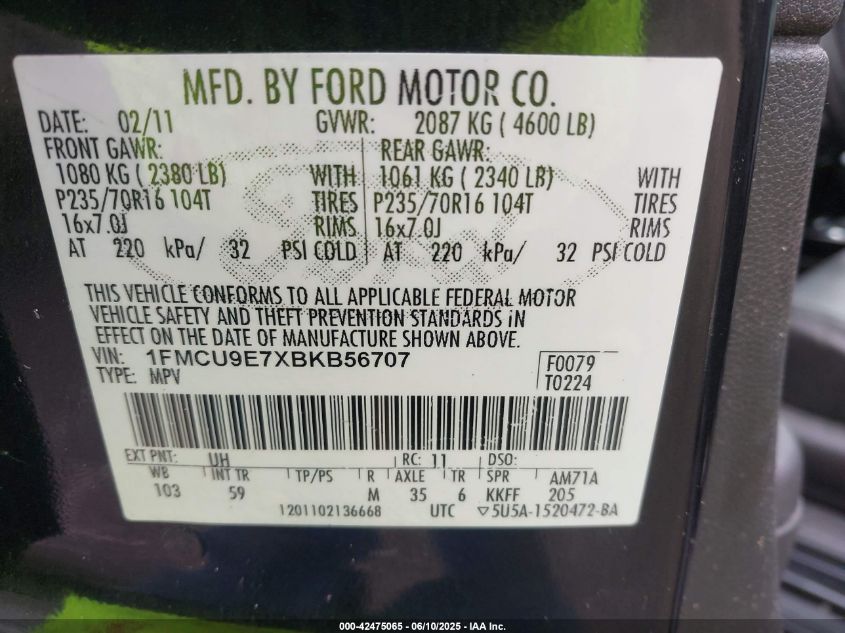 MFD. BY FORD MOTOR CO.
DATE: 02/11 GVWR: 2087 KG ( 4600 LB)
FRONT GAWR: REAR GAWR:
1080 KG ( 2380 LB) WITH 1061 KG ( 2340 LB) WITH
P235/70R16 104T TIRES P235/70R16 104T TIRES
16x7.0J RIMS 16x7.0J RIMS
AT 220 kPa/ 32 PSI COLD AT 220 kPa/ 32 PSI COLD
THIS VEHICLE CONFORMS TO ALL APPLICABLE FEDERAL MOTOR
VEHICLE SAFETY AND THEFT PREVENTION STANDARDS IN
EFFECT ON THE DATE OF MANUFACTURE SHOWN ABOVE.
VIN: 1FMCU9E7XBKB56707 F0079
TYPE: MPV T0224
EXT PNT: UH RC: 11 DSO:
WB INT TR TP/PS R AXLE TR SPR AM71A
103 59 M 35 6 KKFF 205
1201102136668 UTC ▽5U5A-1520472-BA
000-42475065 - 06/10/2025 - IAA Inc.